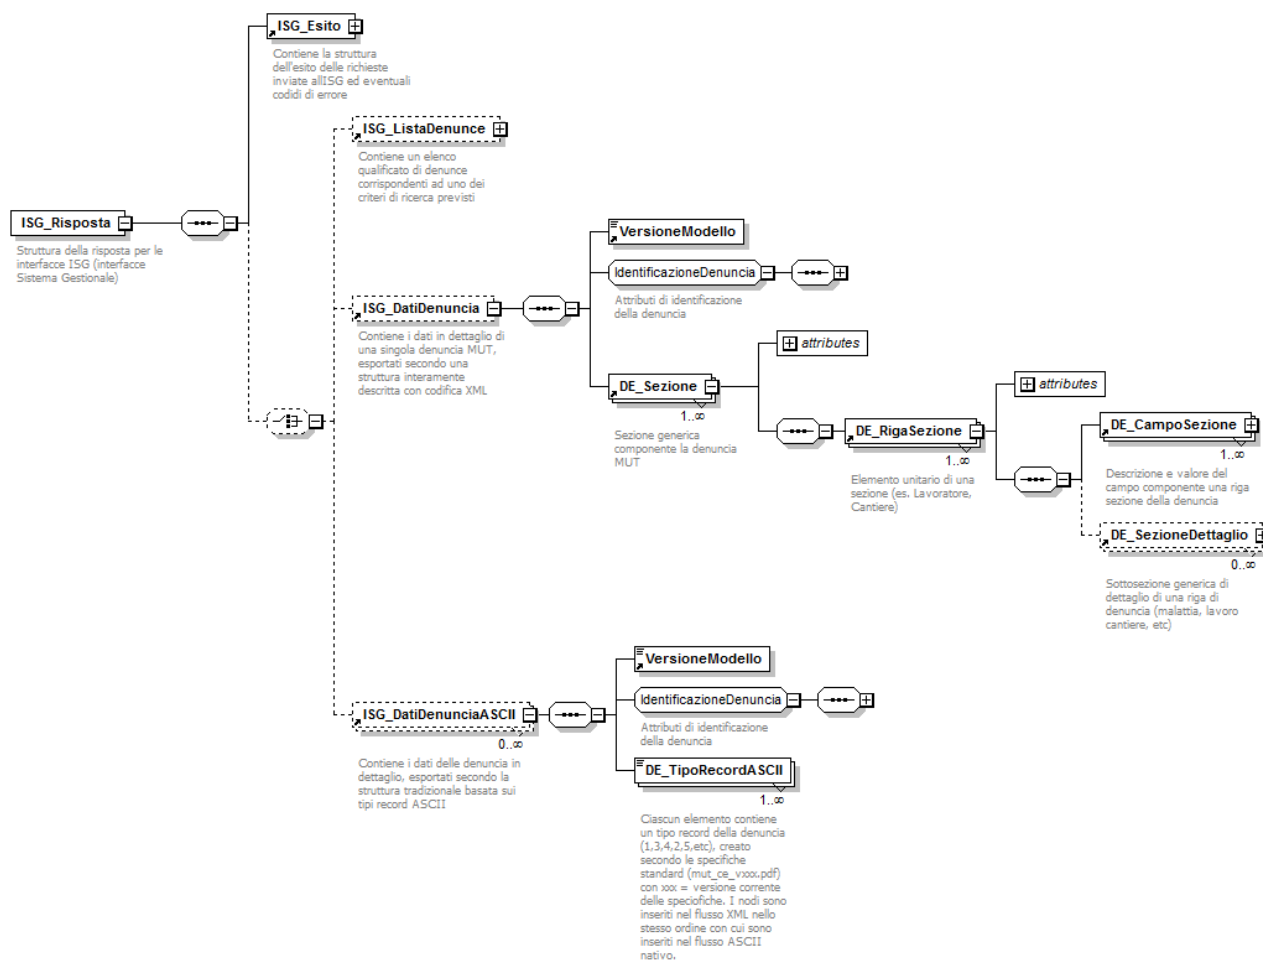 ISG_Esito
Contiene la struttura
dell'esito delle richieste
inviate allISG ed eventuali
codidi di errore
ISG_ListaDenunce
Contiene un elenco
qualificato di denunce
corrispondenti ad uno dei
criteri di ricerca previsti
ISG_Risposta
Struttura della risposta per le
interfacce ISG (interfacce
Sistema Gestionale)
ISG_DatiDenuncia
Contiene i dati in dettaglio di
una singola denuncia MUT,
esportati secondo una
struttura interamente
descritta con codifica XML
VersioneModello
IdentificazioneDenuncia
Attributi di identificazione
della denuncia
attributes
DE_Sezione
1..∞
Sezione generica
componente la denuncia
MUT
attributes
DE_RigaSezione
1..∞
Elemento unitario di una
sezione (es. Lavoratore,
Cantiere)
DE_CampoSezione
1..∞
Descrizione e valore del
campo componente una riga
sezione della denuncia
DE_SezioneDettaglio
0..∞
Sottosezione generica di
dettaglio di una riga di
denuncia (malattia, lavoro
cantiere, etc)
ISG_DatiDenunciaASCII
0..∞
Contiene i dati delle denuncia in
dettaglio, esportati secondo la
struttura tradizionale basata sui
tipi record ASCII
VersioneModello
IdentificazioneDenuncia
Attributi di identificazione
della denuncia
DE_TipoRecordASCII
1..∞
Ciascun elemento contiene
un tipo record della denuncia
(1,3,4,2,5,etc), creato
secondo le specifiche
standard (mut_ce_vxxx.pdf)
con xxx = versione corrente
delle speciofiche. I nodi sono
inseriti nel flusso XML nello
stesso ordine con cui sono
inseriti nel flusso ASCII
nativo.